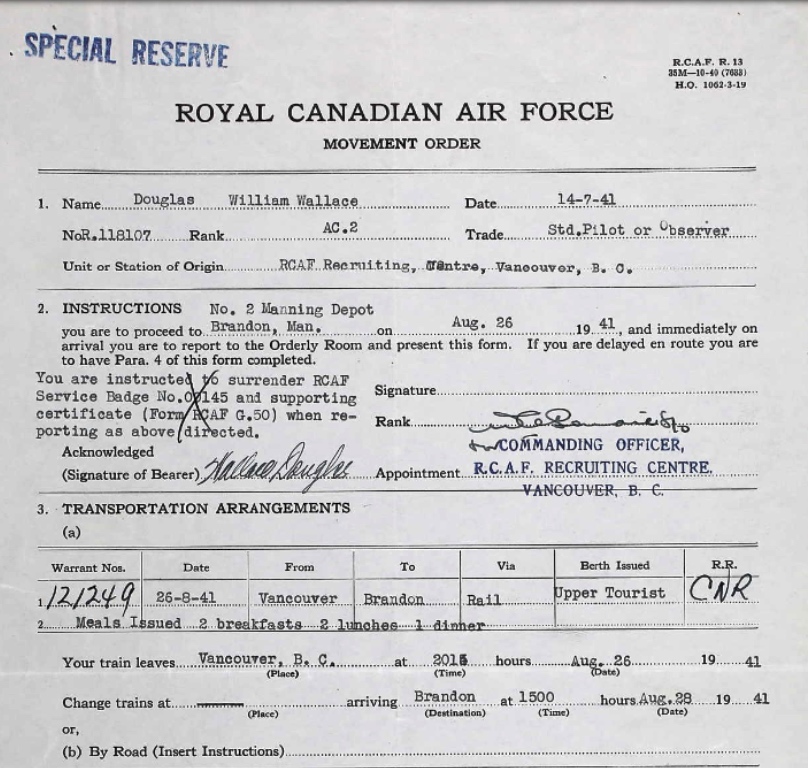 SPECIAL RESERVE
R.C.A.F. R. 13
35M—10-40 (7683)
H.O. 1062-3-19
ROYAL CANADIAN AIR FORCE
MOVEMENT ORDER
1. Name Douglas William Wallace Date 14-7-41
No R.118107 Rank AC.2 Trade Std.Pilot or Observer
Unit or Station of Origin RCAF Recruiting, Centre, Vancouver, B. C.
2. INSTRUCTIONS No. 2 Manning Depot
you are to proceed to Brandon, Man. on Aug. 26 19 41, and immediately on
arrival you are to report to the Orderly Room and present this form. If you are delayed en route you are
to have Para. 4 of this form completed.
You are instructed to surrender RCAF
Service Badge No. 145 and supporting
certificate (Form RCAF G.50) when re-
porting as above directed.
Signature
Rank
Acknowledged
(Signature of Bearer) Wallace Douglas
COMMANDING OFFICER,
Appointment R.C.A.F. RECRUITING CENTRE.
VANCOUVER, B. C.
3. TRANSPORTATION ARRANGEMENTS
(a)
Warrant Nos. Date From To Via Berth Issued R.R.
1. 121249 26-8-41 Vancouver Brandon Rail Upper Tourist CNR
2. Meals Issued 2 breakfasts 2 lunches 1 dinner
Your train leaves Vancouver, B. C. at 2015 hours Aug. 26 19 41
(Place) (Time) (Date)
Change trains at arriving Brandon at 1500 hours Aug. 28 19 41
(Place) (Destination) (Time) (Date)
or,
(b) By Road (Insert Instructions)